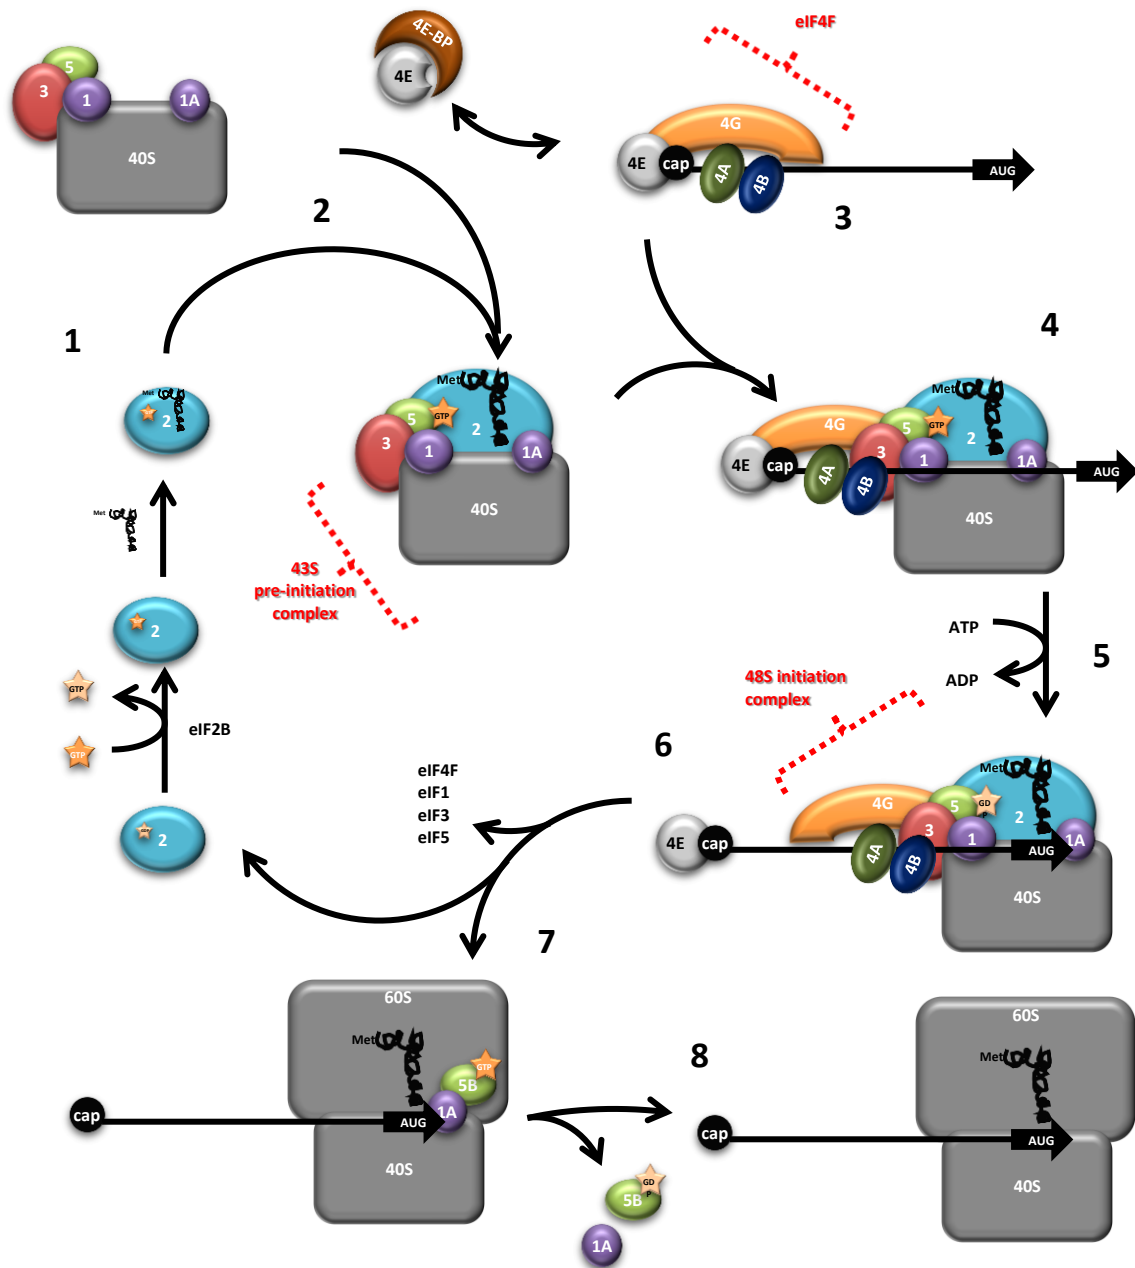 eIF4F
4E-BP
4E
5
3
1
1A
40S
4G
4E
cap
4A
4B
AUG
2
3
1
4
Met
2
Met
5
GTP
2
3
1
1A
40S
Met
5
GTP
2
4G
3
1
1A
4E
cap
4A
4B
AUG
40S
Met
43S
pre-initiation
complex
2
GTP
GTP
eIF2B
2
ATP
ADP
5
48S initiation
complex
6
eIF4F
eIF1
eIF3
eIF5
Met
4G
5
GD
P
2
3
1
1A
4E
cap
4A
4B
AUG
40S
7
60S
Met
GTP
5B
1A
cap
AUG
40S
8
GD
P
5B
1A
60S
Met
cap
AUG
40S